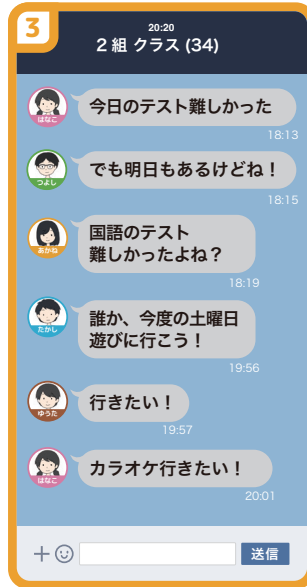 3
20:20
2組 クラス (34)
今日のテスト難しかった
はなこ
18:13
でも明日もあるけどね！
つよし
18:15
国語のテスト
難しかったよね？
あかね
18:19
誰か、今度の土曜日
遊びに行こう！
たかし
19:56
行きたい！
ゆうた
19:57
カラオケ行きたい！
はなこ
20:01
送信